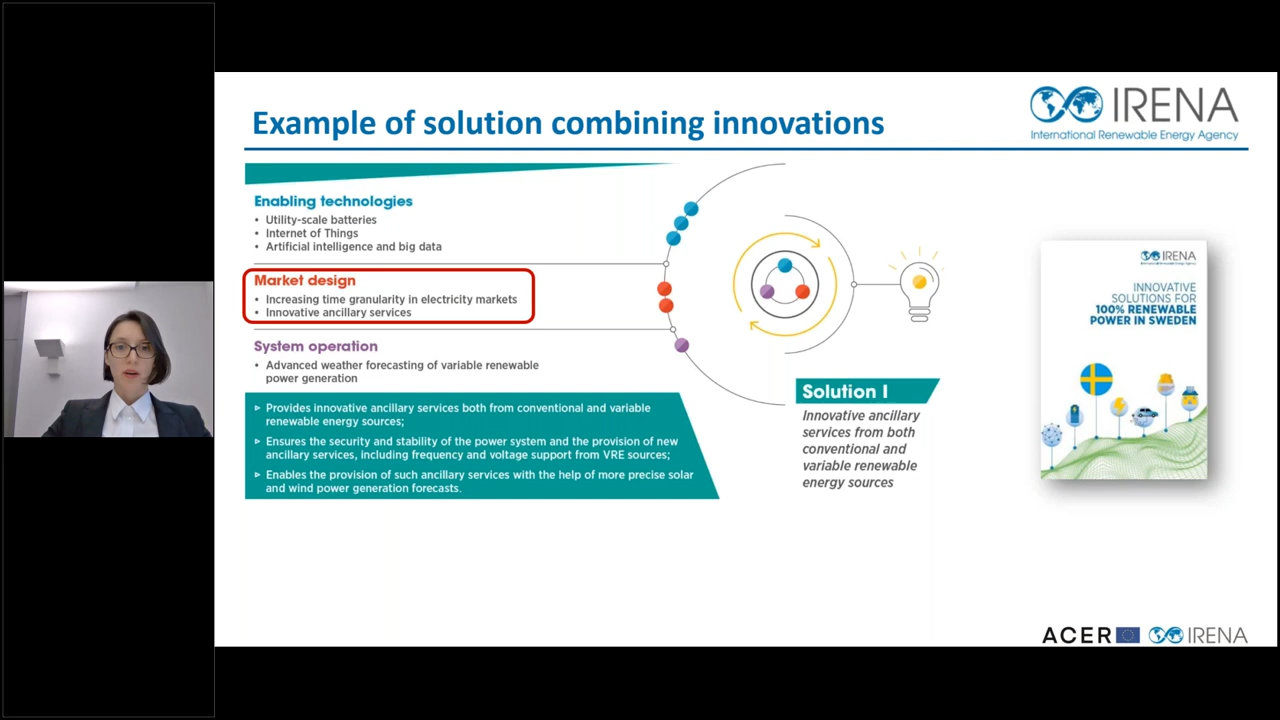 Example of solution combining innovations
IRENA
International Renewable Energy Agency
Enabling technologies
• Utility-scale batteries
• Internet of Things
• Artificial intelligence and big data
Market design
• Increasing time granularity in electricity markets
• Innovative ancillary services
System operation
• Advanced weather forecasting of variable renewable
power generation
Provides innovative ancillary services both from conventional and variable
renewable energy sources;
Ensures the security and stability of the power system and the provision of new
ancillary services, including frequency and voltage support from VRE sources;
Enables the provision of such ancillary services with the help of more precise solar
and wind power generation forecasts.
Solution I
Innovative ancillary
services from both
conventional and
variable renewable
energy sources
IRENA
INNOVATIVE
SOLUTIONS FOR
100% RENEWABLE
POWER IN SWEDEN
ACER
IRENA